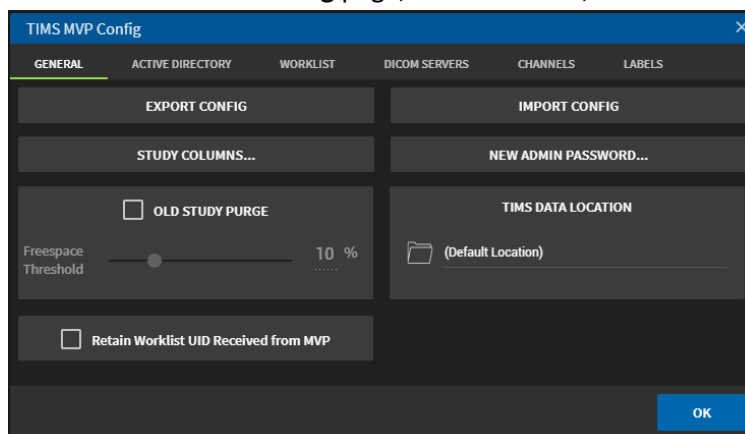 TIMS MVP Config
GENERAL ACTIVE DIRECTORY WORKLIST DICOM SERVERS CHANNELS LABELS
EXPORT CONFIG IMPORT CONFIG
STUDY COLUMNS... NEW ADMIN PASSWORD...
OLD STUDY PURGE
Freespace
Threshold
10 %
TIMS DATA LOCATION
(Default Location)
Retain Worklist UID Received from MVP
OK